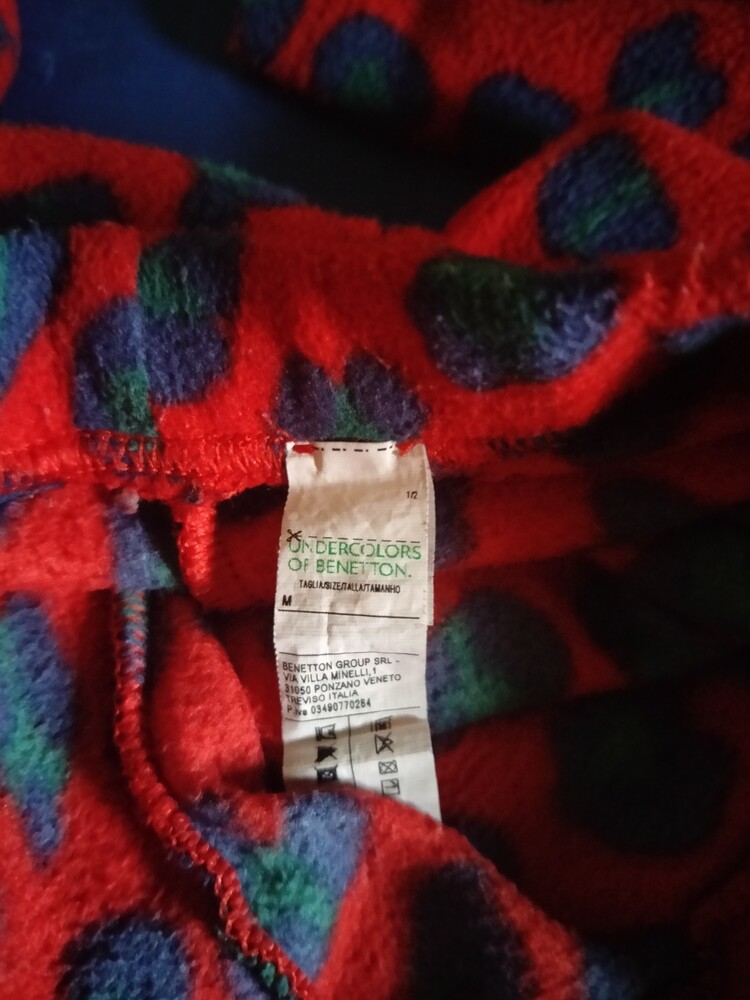 1/2
UNDERCOLORS
OF BENETTON.
TAGLIA/SIZE/TALLA/TAMANHO
M
BENETTON GROUP SRL -
VIA VILLA MINELLI,1
31050 PONZANO VENETO
TREVISO ITALIA
P.iva 03490770264